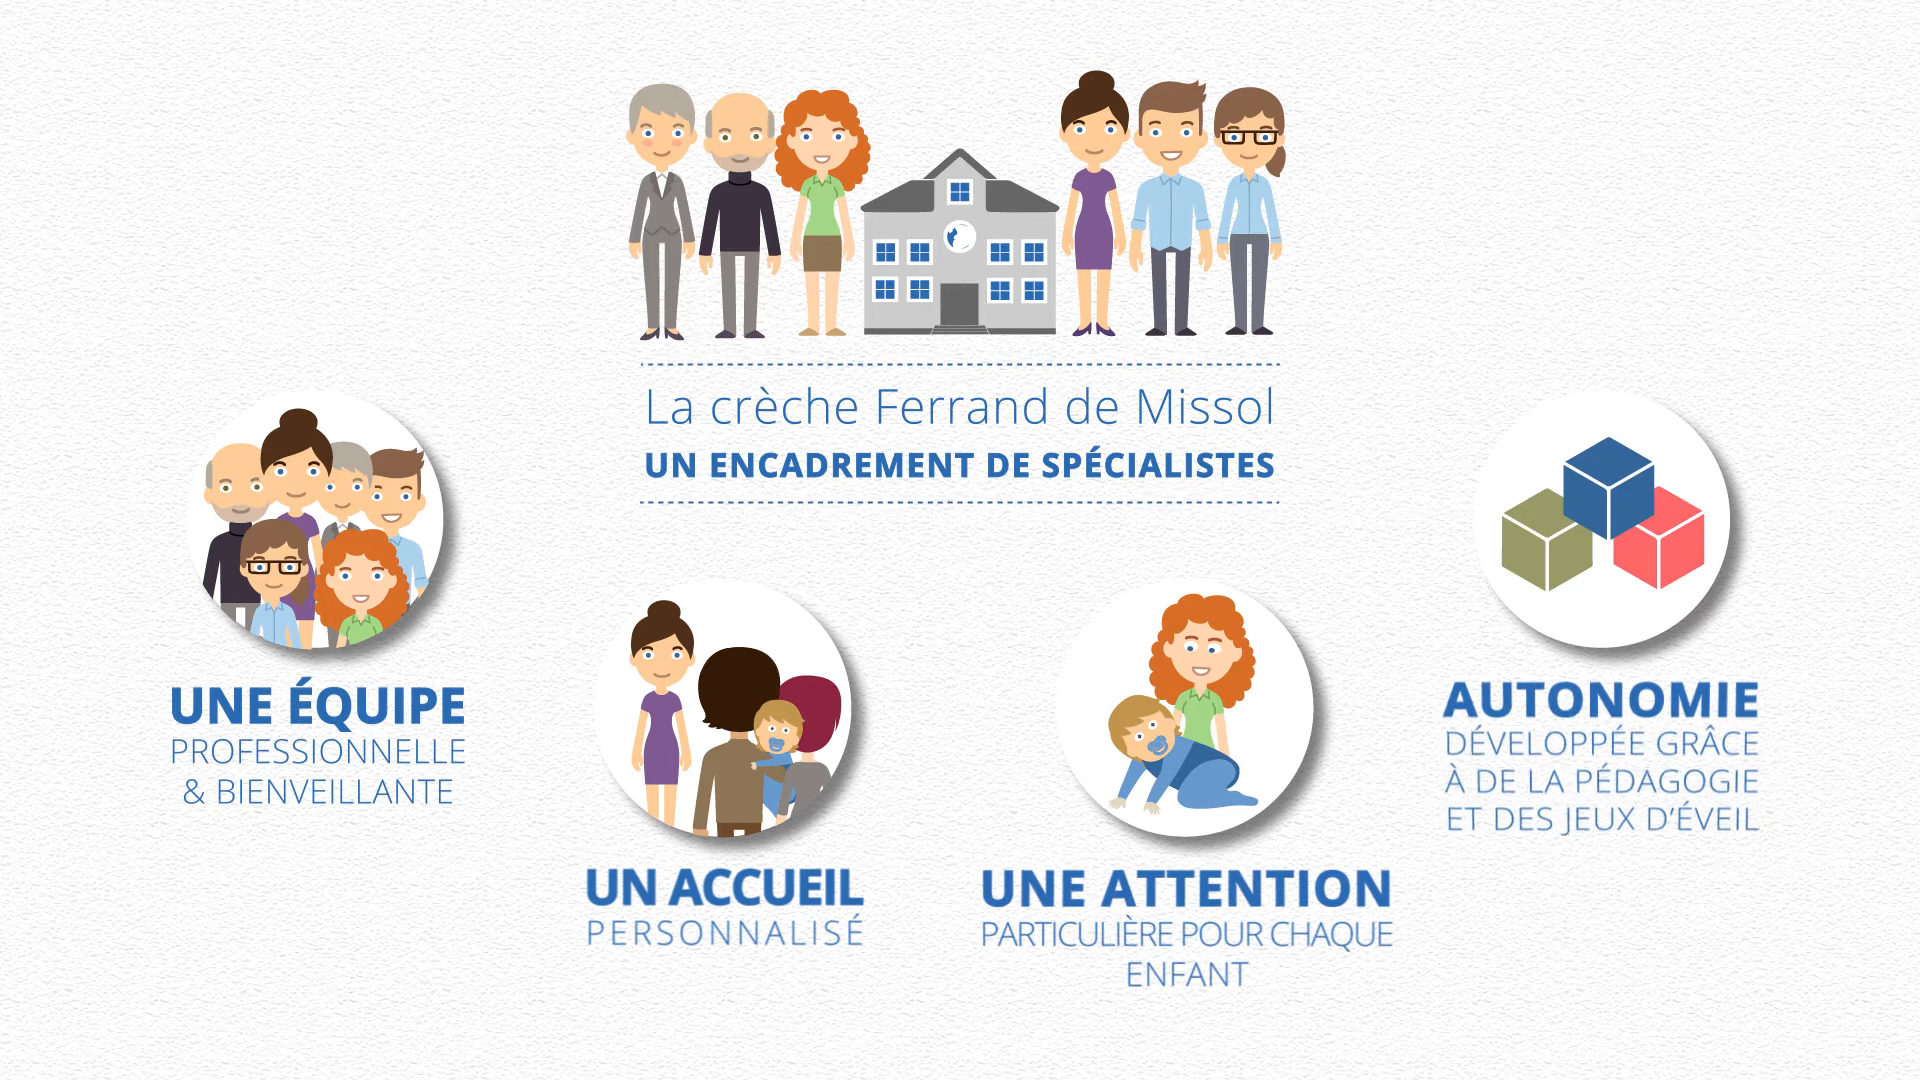 La crèche Ferrand de Missol
UN ENCADREMENT DE SPÉCIALISTES
UNE ÉQUIPE
PROFESSIONNELLE
& BIENVEILLANTE
UN ACCUEIL
PERSONNALISÉ
UNE ATTENTION
PARTICULIÈRE POUR CHAQUE
ENFANT
AUTONOMIE
DÉVELOPPÉE GRÂCE
À DE LA PÉDAGOGIE
ET DES JEUX D’ÉVEIL